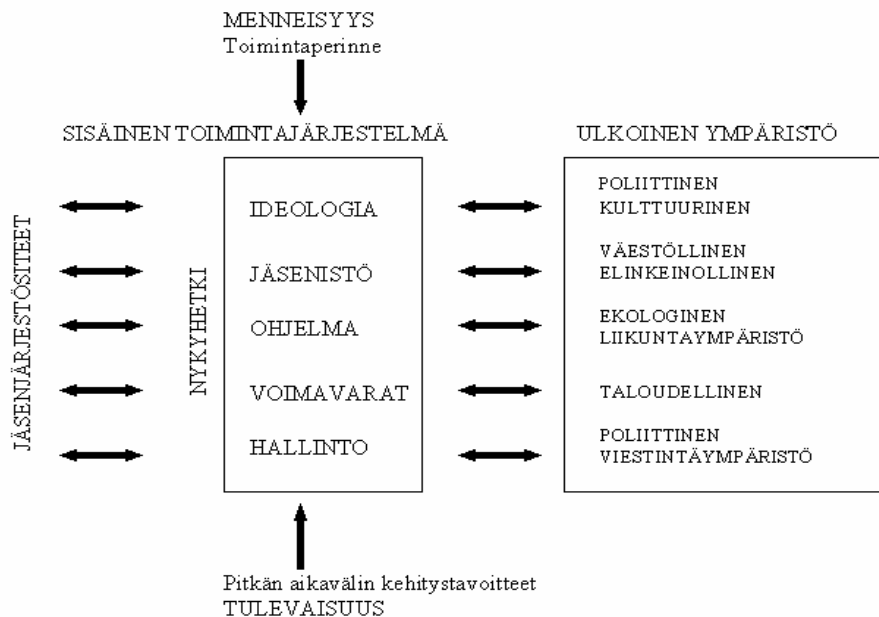 MENNEISYYS
Toimintaperinne
SISÄINEN TOIMINTAJÄRJESTELMÄ
ULKOINEN YMPÄRISTÖ
JÄSENJÄRJESTÖSITEET
NYKYHETKI
IDEOLOGIA
JÄSENISTÖ
OHJELMA
VOIMAVARAT
HALLINTO
POLIITTINEN
KULTTUURINEN
VÄESTÖLLINEN
ELINKEINOLLINEN
EKOLOGINEN
LIIKUNTAYMPÄRISTÖ
TALOUDELLINEN
POLIITTINEN
VIESTINTÄYMPÄRISTÖ
Pitkän aikavälin kehitystavoitteet
TULEVAISUUS